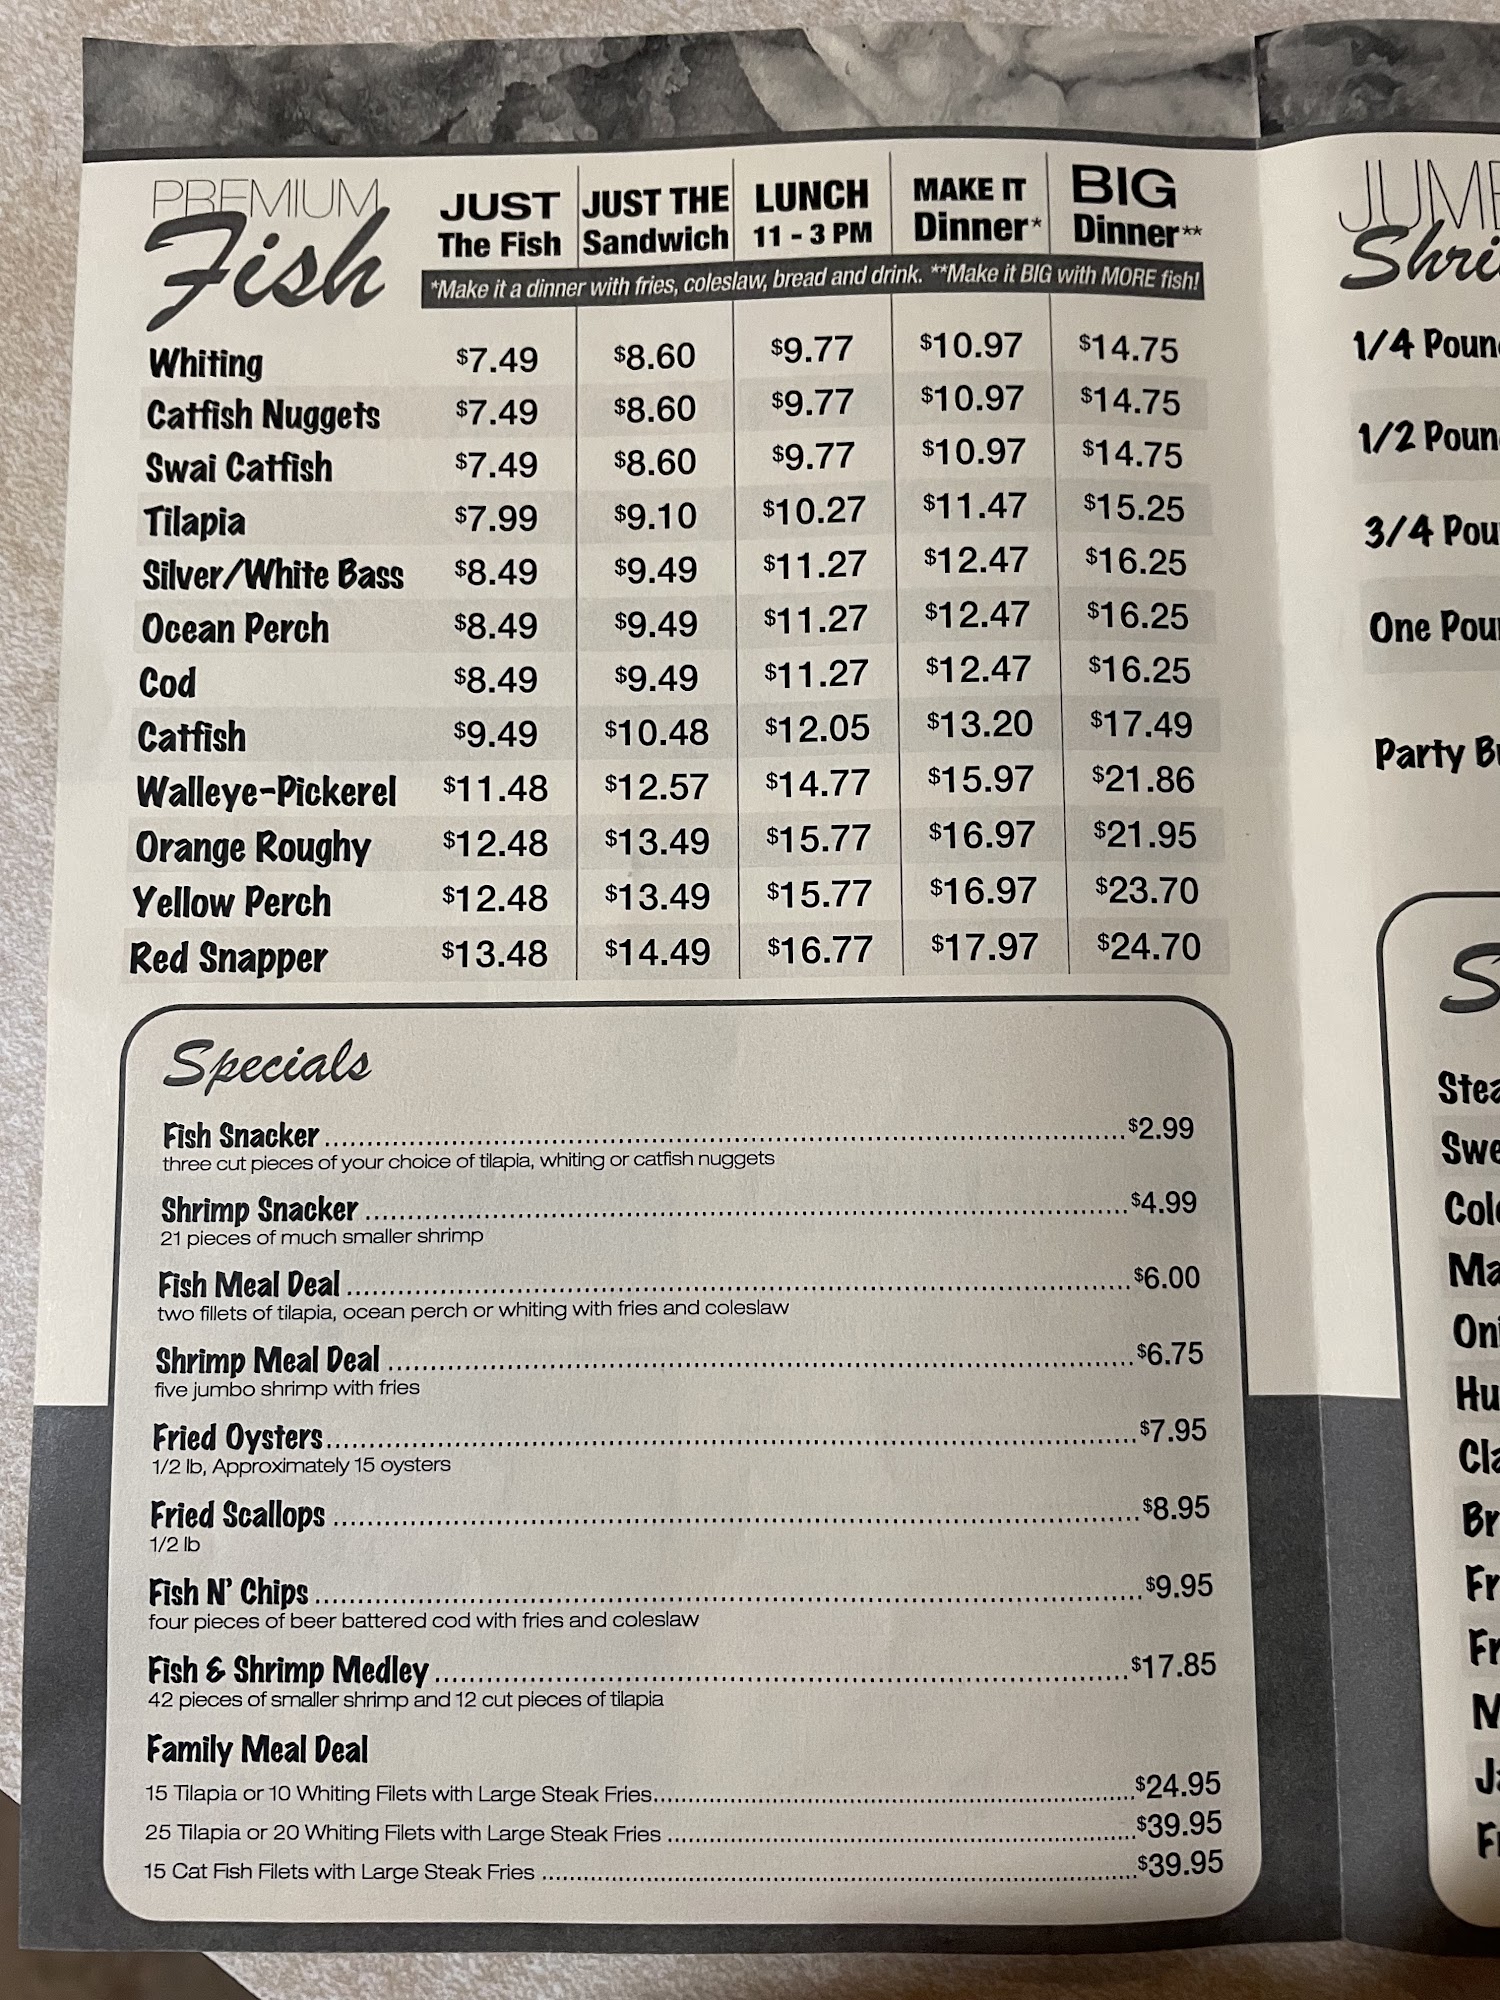 PREMIUM
Fish
JUST The Fish
JUST THE Sandwich
LUNCH 11 - 3 PM
MAKE IT Dinner*
BIG Dinner**
*Make it a dinner with fries, coleslaw, bread and drink. **Make it BIG with MORE fish!
Whiting $7.49 $8.60 $9.77 $10.97 $14.75
Catfish Nuggets $7.49 $8.60 $9.77 $10.97 $14.75
Swai Catfish $7.49 $8.60 $9.77 $10.97 $14.75
Tilapia $7.99 $9.10 $10.27 $11.47 $15.25
Silver/White Bass $8.49 $9.49 $11.27 $12.47 $16.25
Ocean Perch $8.49 $9.49 $11.27 $12.47 $16.25
Cod $8.49 $9.49 $11.27 $12.47 $16.25
Catfish $9.49 $10.48 $12.05 $13.20 $17.49
Walleye-Pickerel $11.48 $12.57 $14.77 $15.97 $21.86
Orange Roughy $12.48 $13.49 $15.77 $16.97 $21.95
Yellow Perch $12.48 $13.49 $15.77 $16.97 $23.70
Red Snapper $13.48 $14.49 $16.77 $17.97 $24.70
Specials
Fish Snacker $2.99
three cut pieces of your choice of tilapia, whiting or catfish nuggets
Shrimp Snacker $4.99
21 pieces of much smaller shrimp
Fish Meal Deal $6.00
two fillets of tilapia, ocean perch or whiting with fries and coleslaw
Shrimp Meal Deal $6.75
five jumbo shrimp with fries
Fried Oysters $7.95
1/2 lb, Approximately 15 oysters
Fried Scallops $8.95
1/2 lb
Fish N' Chips $9.95
four pieces of beer battered cod with fries and coleslaw
Fish & Shrimp Medley $17.85
42 pieces of smaller shrimp and 12 cut pieces of tilapia
Family Meal Deal
15 Tilapia or 10 Whiting Filets with Large Steak Fries $24.95
25 Tilapia or 20 Whiting Filets with Large Steak Fries $39.95
15 Cat Fish Filets with Large Steak Fries $39.95
1/4
1/2
3/4
One
Party